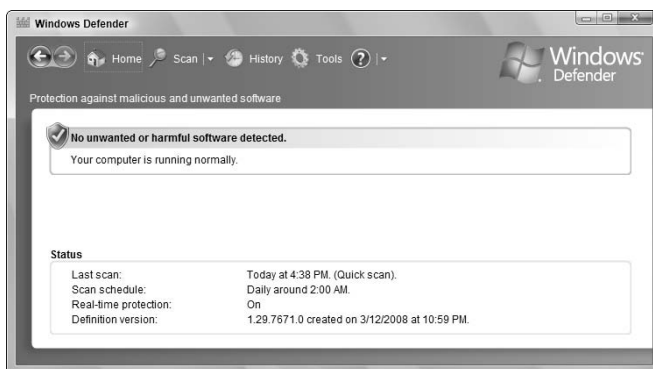 Windows Defender
Home Scan History Tools ?
Windows
Defender
Protection against malicious and unwanted software
No unwanted or harmful software detected.
Your computer is running normally.
Status
Last scan: Today at 4:38 PM. (Quick scan).
Scan schedule: Daily around 2:00 AM.
Real-time protection: On
Definition version: 1.29.7671.0 created on 3/12/2008 at 10:59 PM.